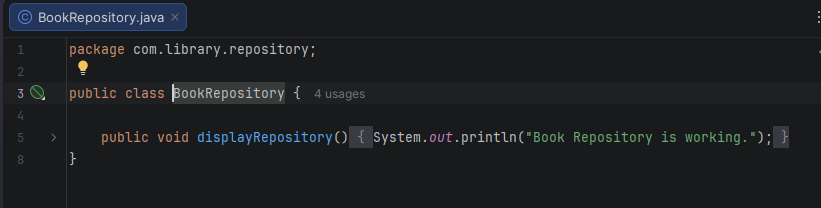 BookRepository.java
1 package com.library.repository;
2
3 public class BookRepository { 4 usages
4
5 public void displayRepository() { System.out.println("Book Repository is working."); }
8 }